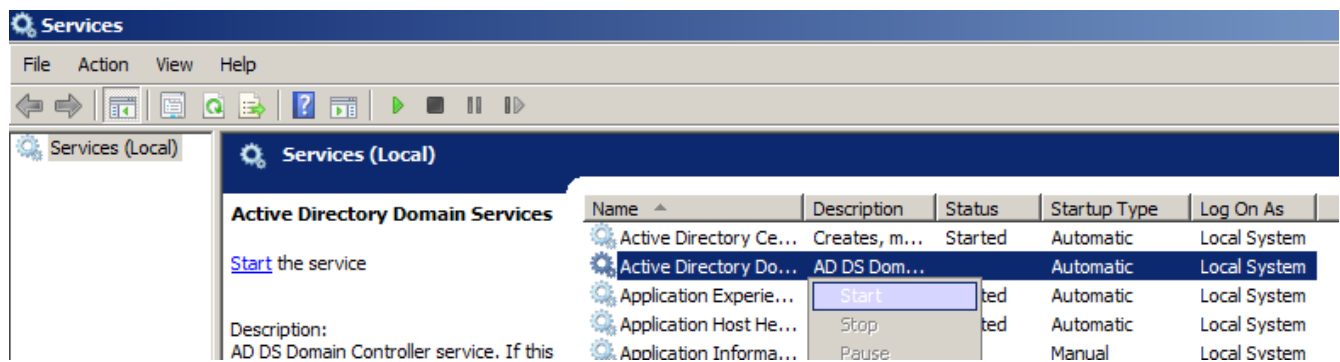 Services
File Action View Help
Services (Local)
Services (Local)
Active Directory Domain Services
Start the service
Description:
AD DS Domain Controller service. If this
Name Description Status Startup Type Log On As
Active Directory Ce... Creates, m... Started Automatic Local System
Active Directory Do... AD DS Dom... Automatic Local System
Application Experie... ted Automatic Local System
Application Host He... ted Automatic Local System
Application Informa... Manual Local System
Start
Stop
Pause